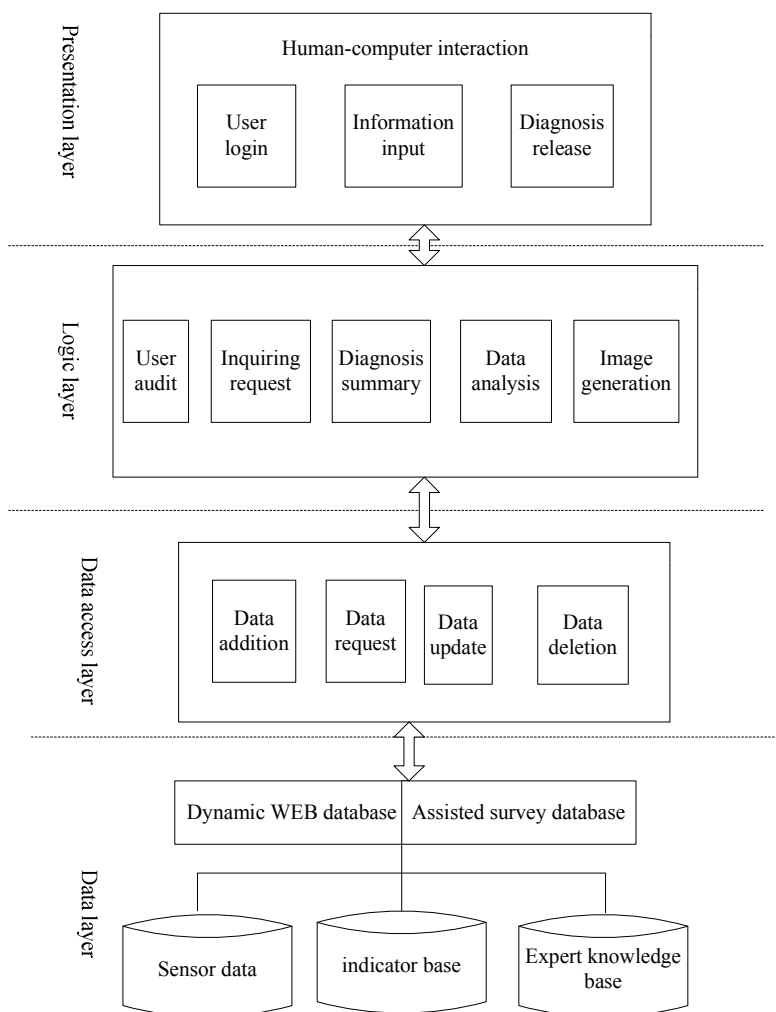 Presentation layer
Human-computer interaction
User
login
Information
input
Diagnosis
release
Logic layer
User
audit
Inquiring
request
Diagnosis
summary
Data
analysis
Image
generation
Data access layer
Data
addition
Data
request
Data
update
Data
deletion
Data layer
Dynamic WEB database
Assisted survey database
Sensor data
indicator base
Expert knowledge
base